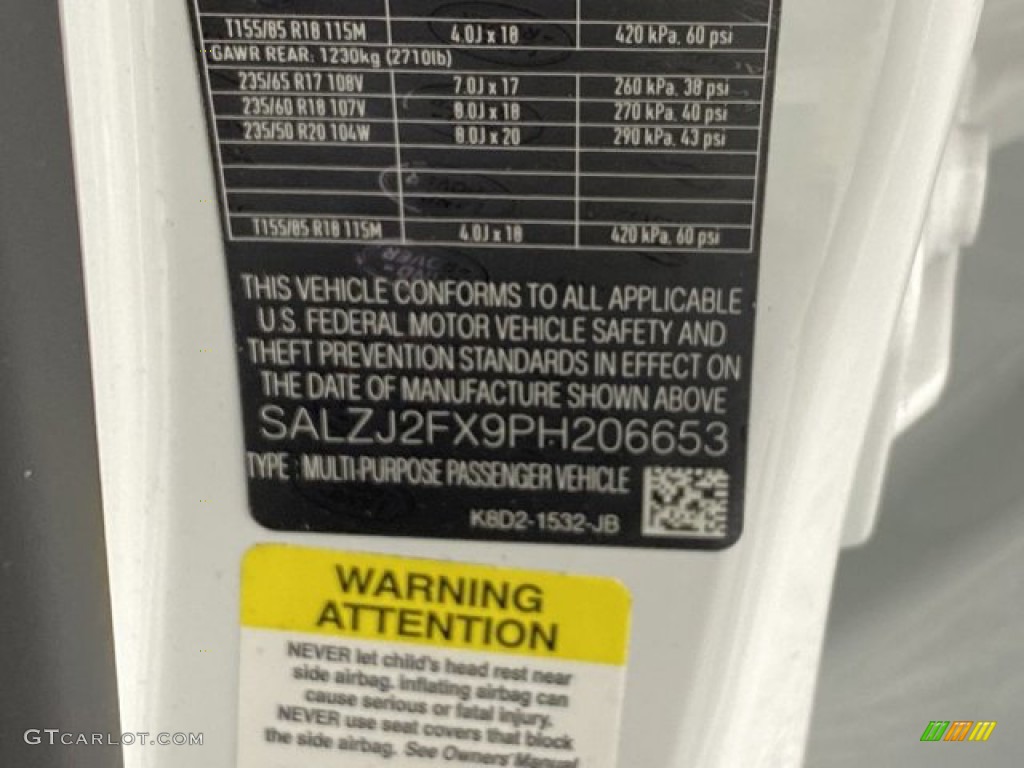 T155/85 R18 115M 4.0J x 18 420 kPa, 60 psi
GAWR REAR: 1230kg (2710lb)
235/65 R17 108V 7.0J x 17 260 kPa, 38 psi
235/60 R18 107V 8.0J x 18 270 kPa, 40 psi
235/50 R20 104W 8.0J x 20 290 kPa, 43 psi
T155/85 R18 115M 4.0J x 18 420 kPa, 60 psi
THIS VEHICLE CONFORMS TO ALL APPLICABLE
U.S. FEDERAL MOTOR VEHICLE SAFETY AND
THEFT PREVENTION STANDARDS IN EFFECT ON
THE DATE OF MANUFACTURE SHOWN ABOVE
SALZJ2FX9PH206653
TYPE : MULTI-PURPOSE PASSENGER VEHICLE
K8D2-1532-JB
WARNING
ATTENTION
NEVER let child's head rest near
side airbag, inflating airbag can
cause serious or fatal injury.
NEVER use seat covers that block
the side airbag. See Owners Manual
GTCARLOT.COM